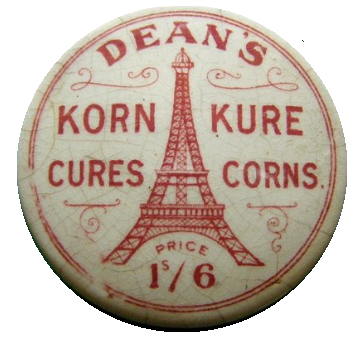 DEAN'S
KORN KURE
CURES CORNS.
PRICE
1S/6